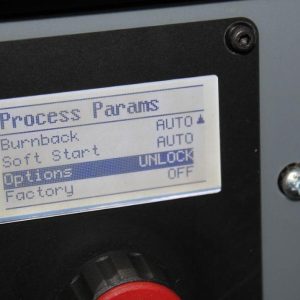 Process Params
Burnback AUTO
Soft Start AUTO
Options UNLOCK
Factory OFF